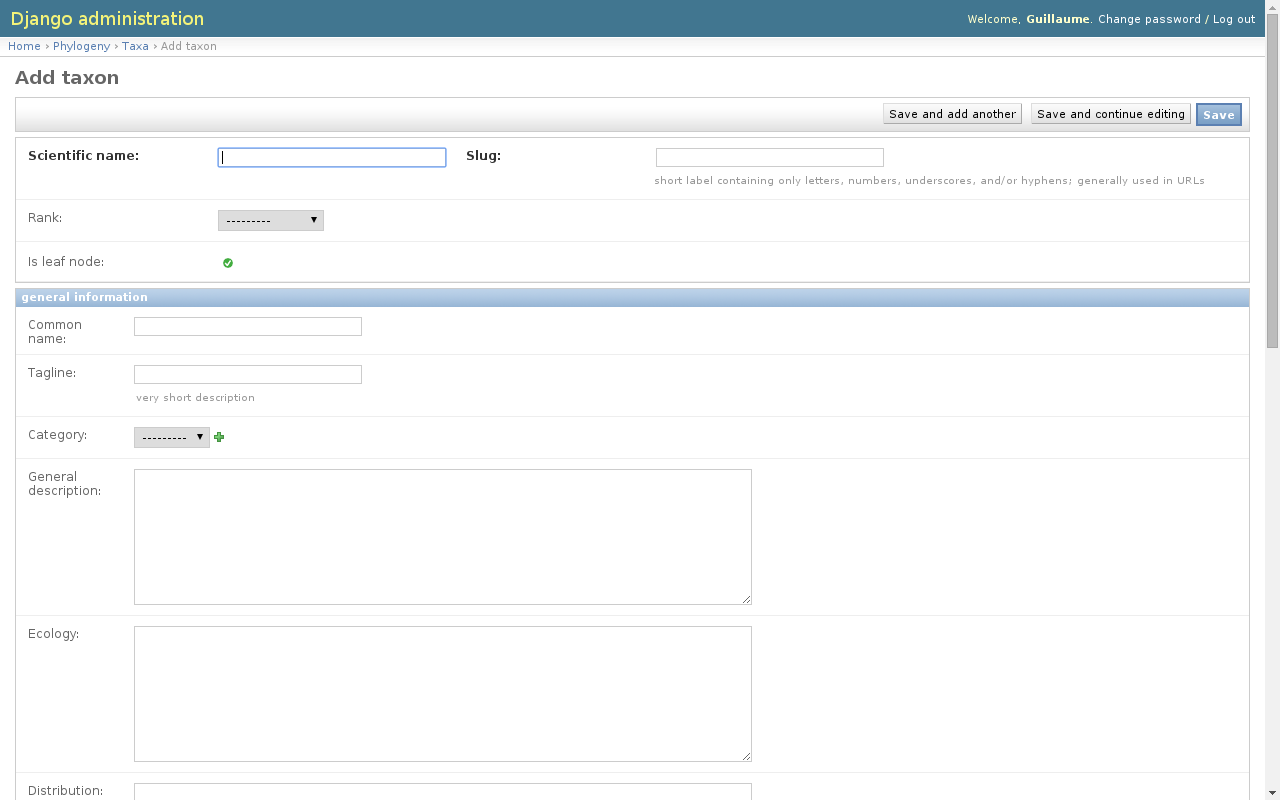 Django administration
Welcome, Guillaume. Change password / Log out
Home › Phylogeny › Taxa › Add taxon
Add taxon
Save and add another
Save and continue editing
Save
Scientific name:
Slug:
short label containing only letters, numbers, underscores, and/or hyphens; generally used in URLs
Rank:
---------
Is leaf node:
general information
Common
name:
Tagline:
very short description
Category:
---------
General
description:
Ecology:
Distribution: